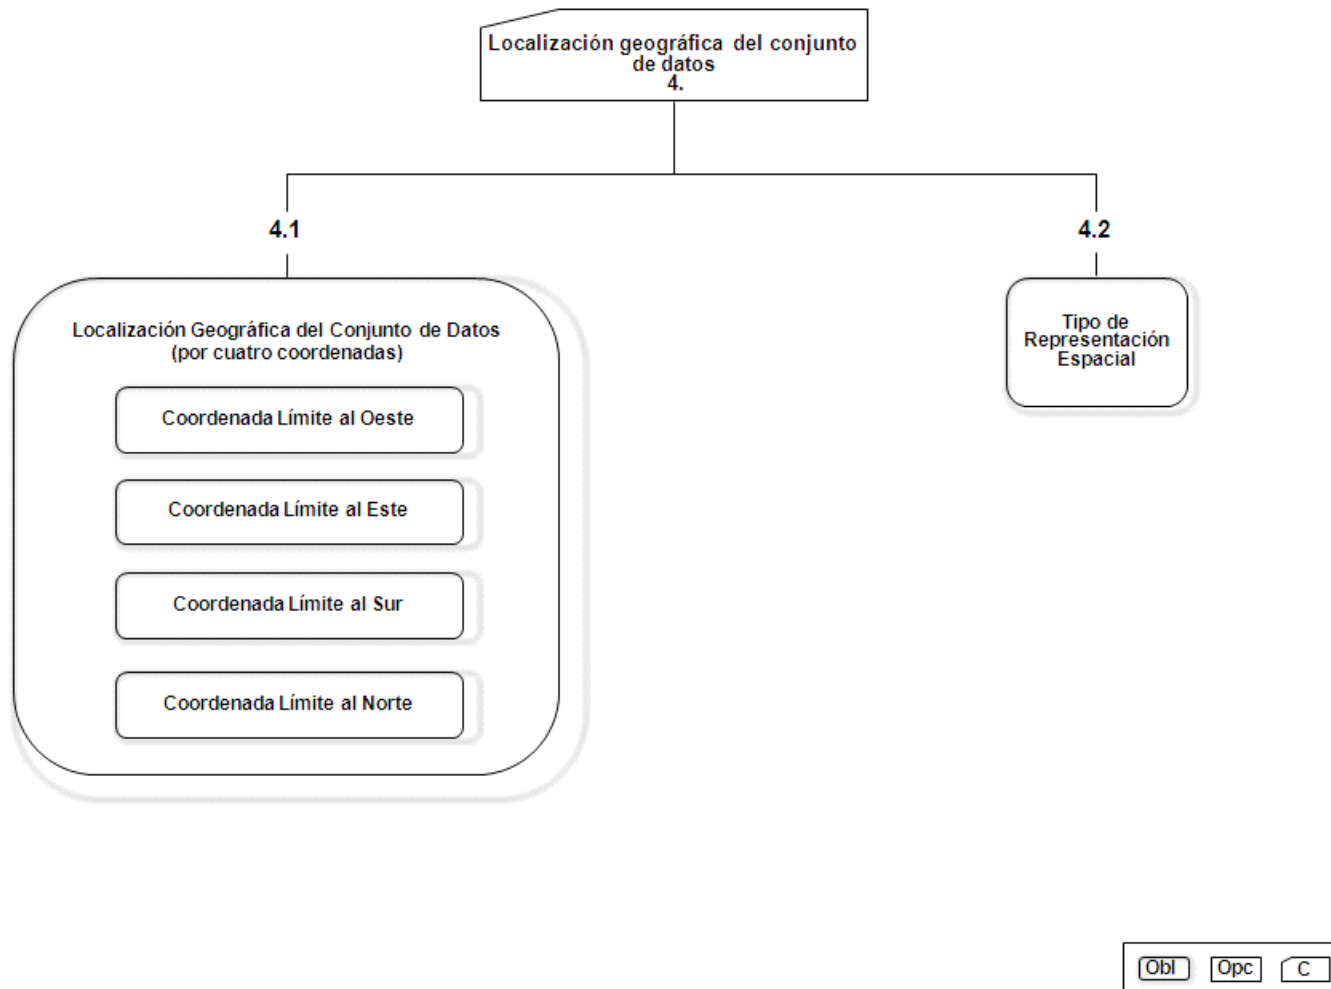 Localización geográfica del conjunto
de datos
4.
4.1
4.2
Localización Geográfica del Conjunto de Datos
(por cuatro coordenadas)
Coordenada Límite al Oeste
Coordenada Límite al Este
Coordenada Límite al Sur
Coordenada Límite al Norte
Tipo de
Representación
Espacial
Obl
Opc
C